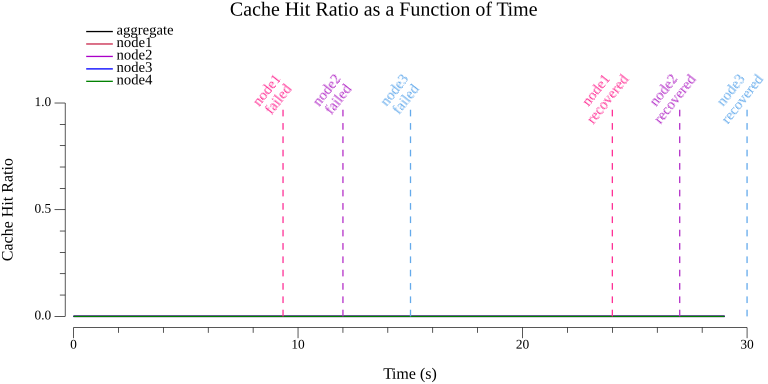 Cache Hit Ratio as a Function of Time
aggregate
node1
node2
node3
node4
node1
failed
node2
failed
node3
failed
node1
recovered
node2
recovered
node3
recovered
1.0
0.5
0.0
Cache Hit Ratio
0
10
20
30
Time (s)